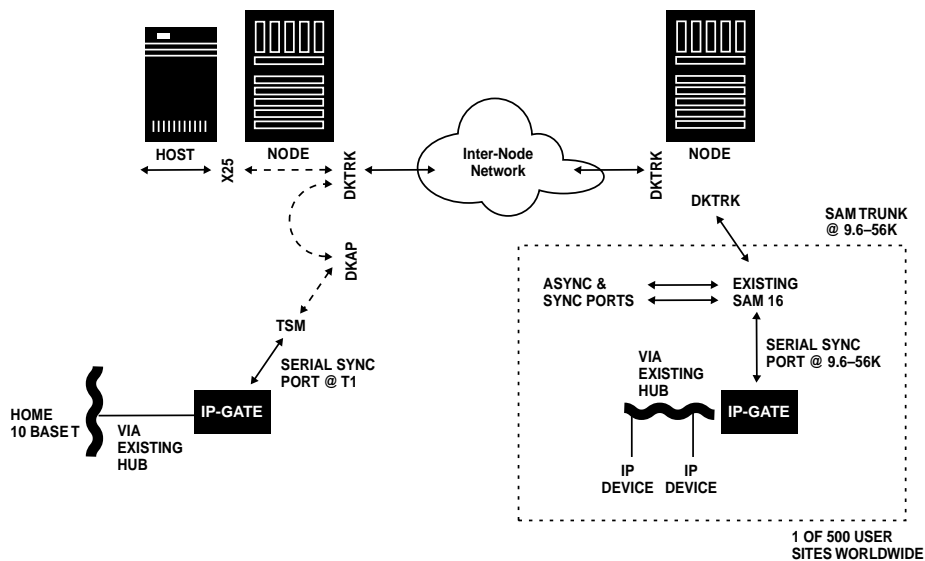 HOST
X25
NODE
DKTRK
Inter-Node
Network
DKTRK
NODE
DKTRK
SAM TRUNK
@ 9.6–56K
DKAP
ASYNC &
SYNC PORTS
EXISTING
SAM 16
TSM
SERIAL SYNC
PORT @ T1
SERIAL SYNC
PORT @ 9.6–56K
VIA
EXISTING
HUB
HOME
10 BASE T
IP-GATE
VIA
EXISTING
HUB
IP-GATE
IP
DEVICE
IP
DEVICE
1 OF 500 USER
SITES WORLDWIDE